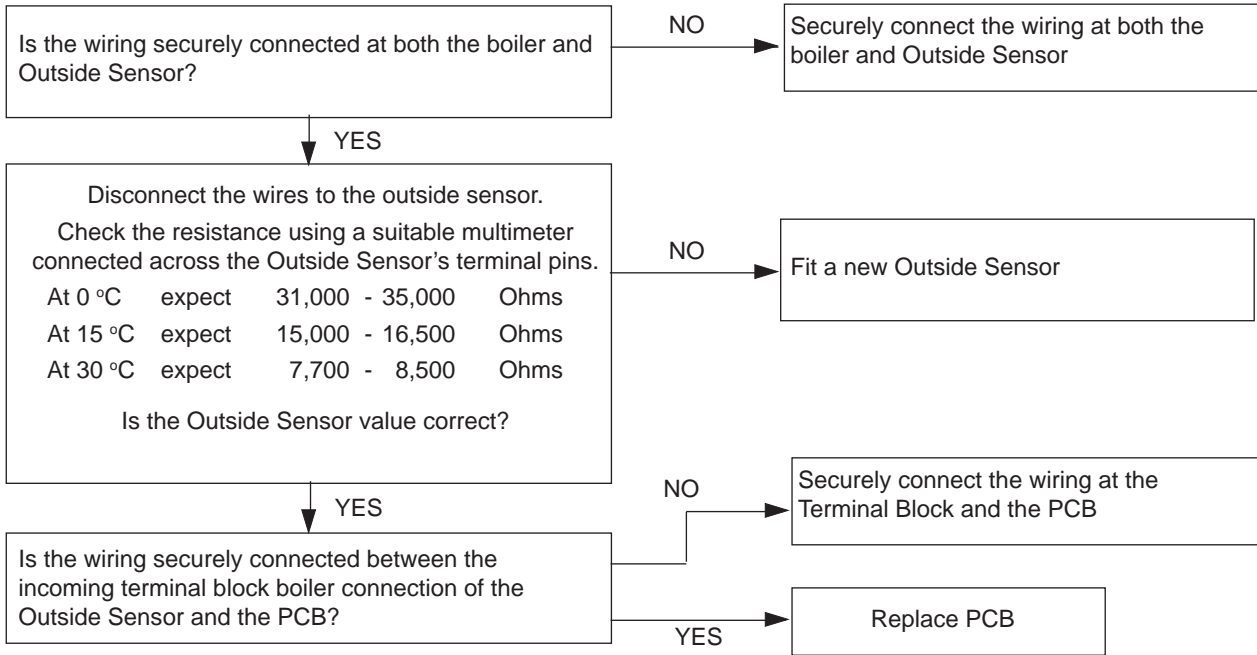 Is the wiring securely connected at both the boiler and
Outside Sensor?
NO
Securely connect the wiring at both the
boiler and Outside Sensor
YES
Disconnect the wires to the outside sensor.
Check the resistance using a suitable multimeter
connected across the Outside Sensor’s terminal pins.
At 0 °C expect 31,000 - 35,000 Ohms
At 15 °C expect 15,000 - 16,500 Ohms
At 30 °C expect 7,700 - 8,500 Ohms
Is the Outside Sensor value correct?
NO
Fit a new Outside Sensor
YES
Is the wiring securely connected between the
incoming terminal block boiler connection of the
Outside Sensor and the PCB?
NO
Securely connect the wiring at the
Terminal Block and the PCB
YES
Replace PCB